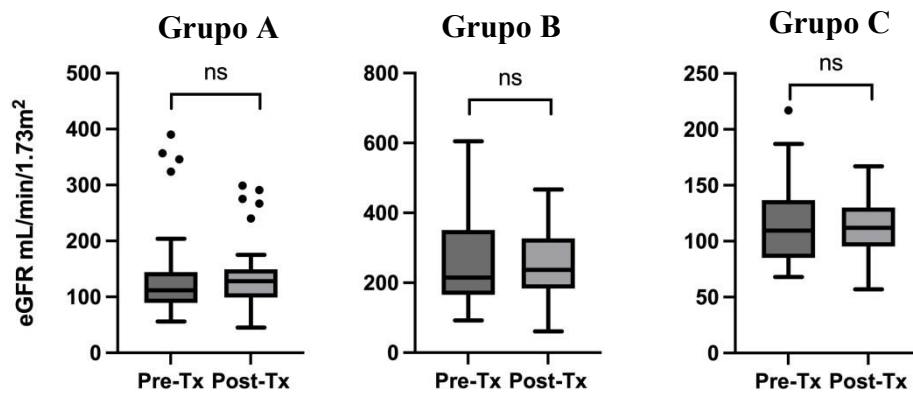 Grupo A
ns
eGFR mL/min/1.73m²
500
400
300
200
100
0
Pre-Tx Post-Tx
Grupo B
ns
800
600
400
200
0
Pre-Tx Post-Tx
Grupo C
ns
250
200
150
100
50
0
Pre-Tx Post-Tx